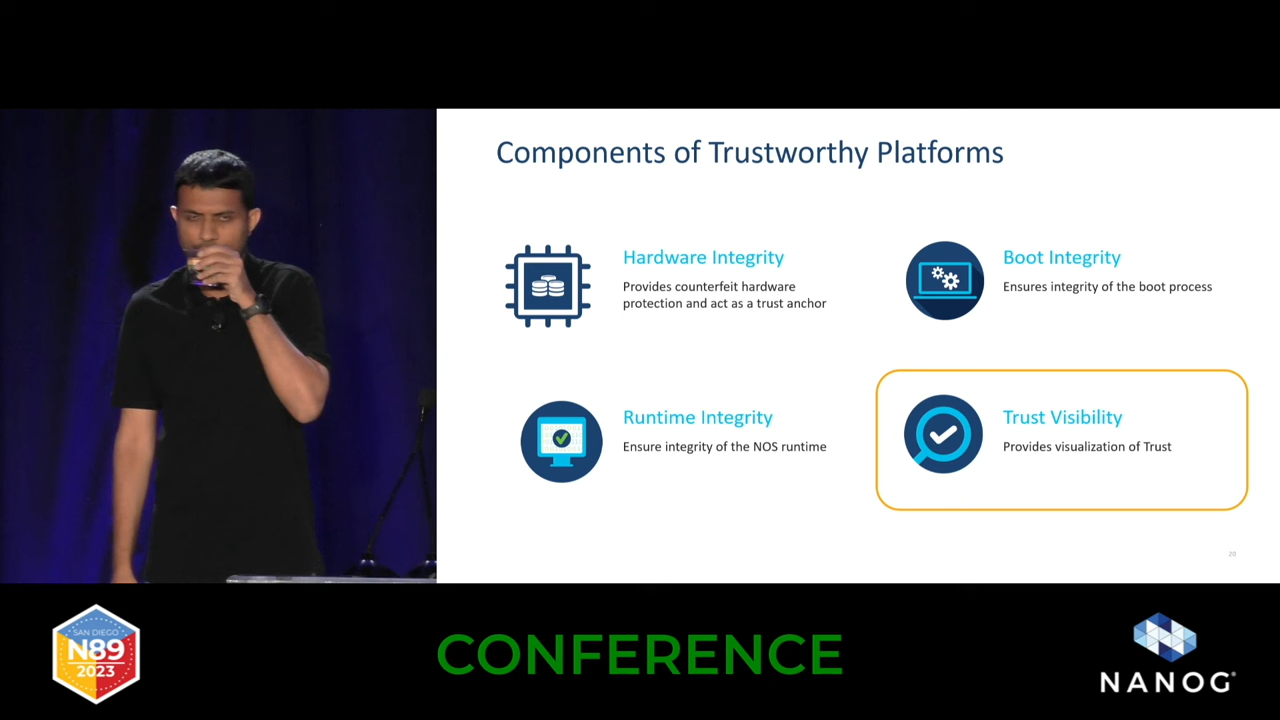 Components of Trustworthy Platforms
Hardware Integrity
Provides counterfeit hardware
protection and act as a trust anchor
Boot Integrity
Ensures integrity of the boot process
Runtime Integrity
Ensure integrity of the NOS runtime
Trust Visibility
Provides visualization of Trust
20
SAN DIEGO
N89
2023
CONFERENCE
NANOG®